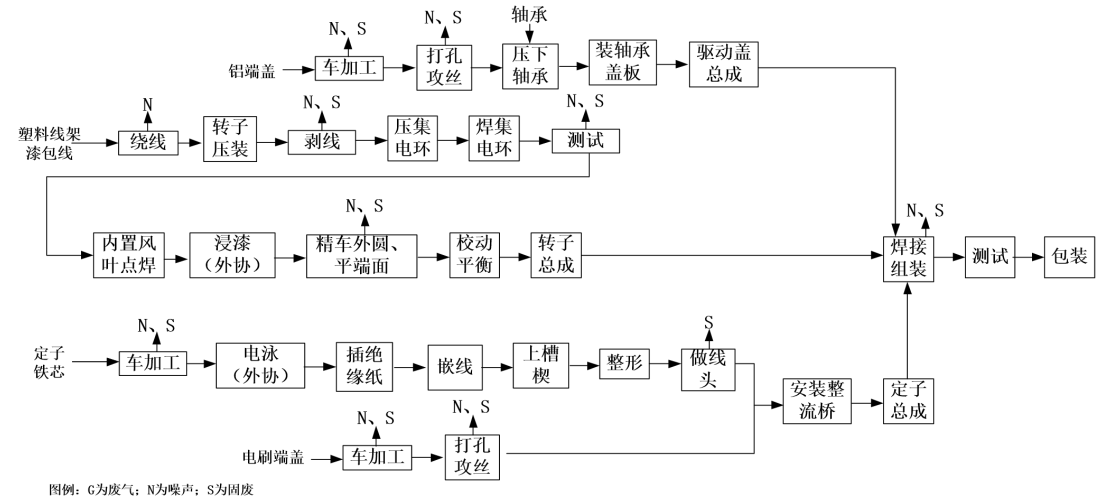 N、S
N、S
轴承
铝端盖
车加工
打孔
攻丝
压下
轴承
装轴承
盖板
驱动盖
总成
N
N、S
N、S
塑料线架
漆包线
绕线
转子
压装
剥线
压集
电环
焊集
电环
测试
N、S
N、S
内置风
叶点焊
浸漆
（外协）
精车外圆、
平端面
校动
平衡
转子
总成
焊接
组装
测试
包装
N、S
S
定子
铁芯
车加工
电泳
（外协）
插绝
缘纸
嵌线
上槽
楔
整形
做线
头
安装整
流桥
定子
总成
N、S
N、S
电刷端盖
车加工
打孔
攻丝
图例：G为废气；N为噪声；S为固废